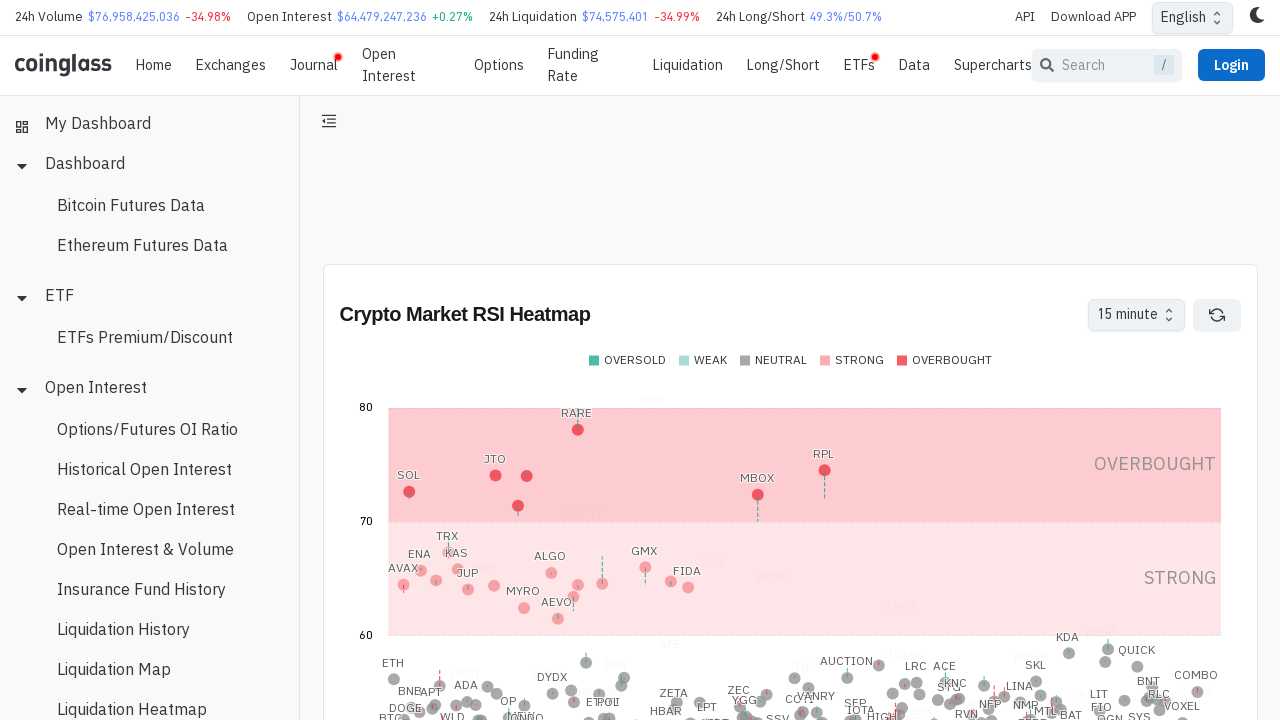 24h Volume $76,958,425,036 -34.98% Open Interest $64,479,247,236 +0.27% 24h Liquidation $74,575,401 -34.99% 24h Long/Short 49.3%/50.7% API Download APP English
coinglass Home Exchanges Journal Open Interest Options Funding Rate Liquidation Long/Short ETFs Data Supercharts Search / Login
My Dashboard
Dashboard
Bitcoin Futures Data
Ethereum Futures Data
ETF
ETFs Premium/Discount
Open Interest
Options/Futures OI Ratio
Historical Open Interest
Real-time Open Interest
Open Interest & Volume
Insurance Fund History
Liquidation History
Liquidation Map
Liquidation Heatmap
Crypto Market RSI Heatmap 15 minute
OVERSOLD WEAK NEUTRAL STRONG OVERBOUGHT
80
RARE
RPL
JTO
OVERBOUGHT
SOL
MBOX
70
TRX
GMX
ENA
KAS
ALGO
AVAX
JUP
FIDA
STRONG
MYRO
AEVO
60
KDA
QUICK
ETH
AUCTION
LRC ACE
SKL
COMBO
DYDX
BNT
ADA
KNC
LINA
BNB
APT
ZETA
ZEC
VANRY
LIT
RLC
OP
YGG
SFP
NFP
NMR
VOXEL
DOGE
LPT
IOTA
FIO
HBAR
MTL
BTC
WLD
SSV
HIGH
RVN
BAT
SYS